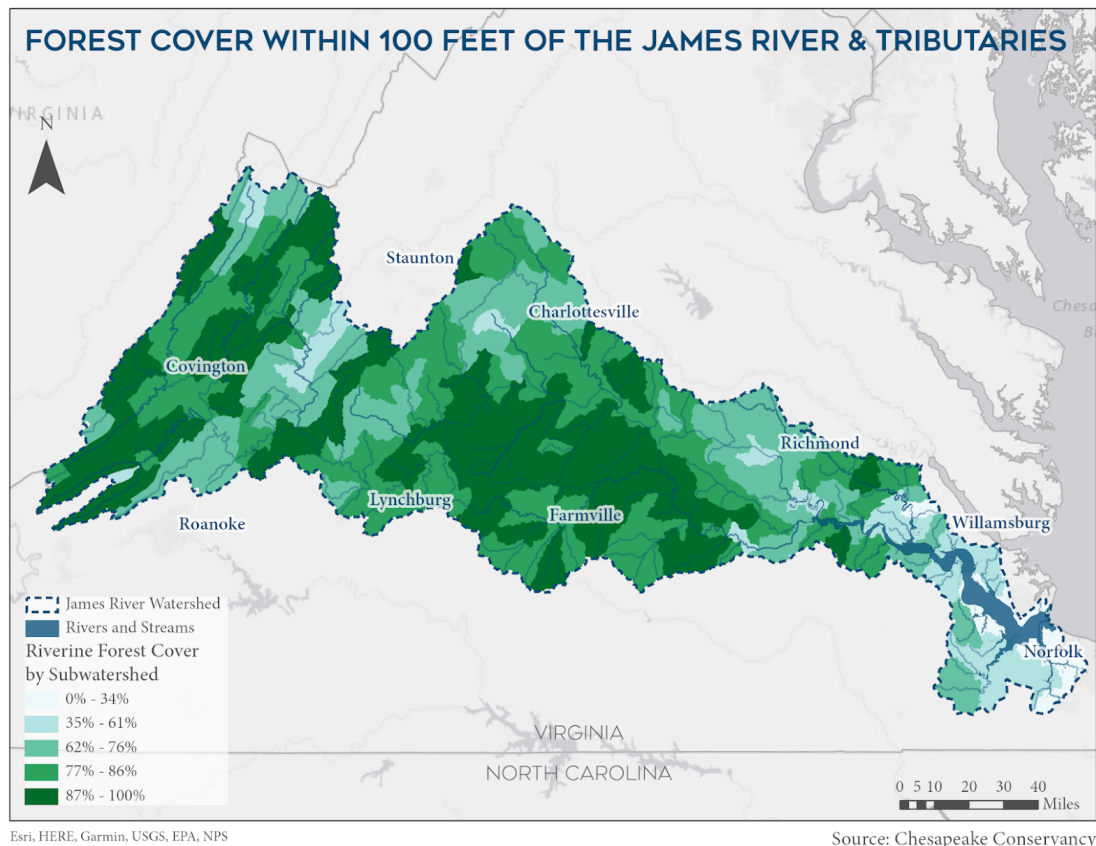 FOREST COVER WITHIN 100 FEET OF THE JAMES RIVER & TRIBUTARIES
VIRGINIA
N
Staunton
Charlottesville
Chesa
B
Covington
Richmond
Lynchburg
Farmville
Roanoke
Willamsburg
Norfolk
James River Watershed
Rivers and Streams
Riverine Forest Cover
by Subwatershed
0% - 34%
35% - 61%
62% - 76%
77% - 86%
87% - 100%
VIRGINIA
NORTH CAROLINA
0 5 10 20 30 40
Miles
Esri, HERE, Garmin, USGS, EPA, NPS
Source: Chesapeake Conservancy